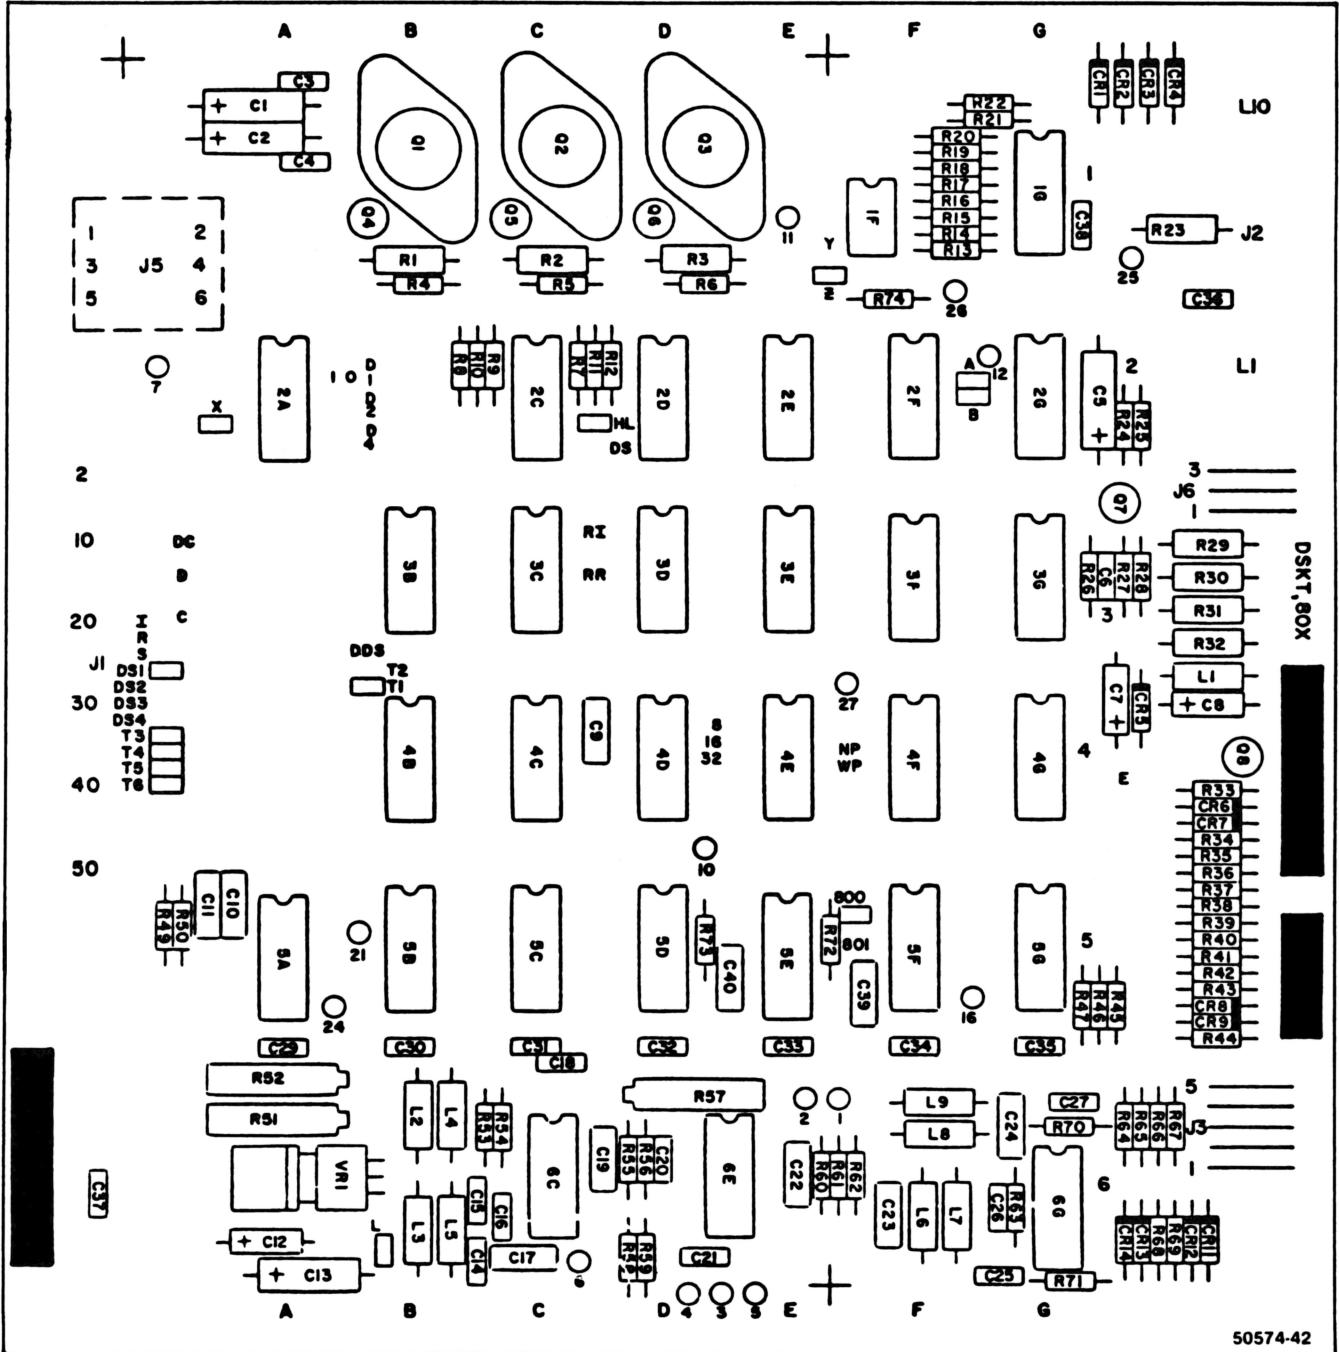 A B C D E F G
C3
C1
C2
C4
Q1 Q2 Q3
Q4 Q5 Q6
R1 R2 R3
R4 R5 R6
11
Y
Z
1F
R22
R21
R20
R19
R18
R17
R16
R15
R14
R13
R74
26
1G
1
C38
CR1 CR2 CR3 CR4
L10
R23 J2
25
C36
1 2
3 J5 4
5 6
7
X
2A
1 0
D1
D2
D4
R8 R10 R9
2C
R7 R11 R12
HL
DS
2D
2E
2F
A
B
12
2G
C5
2
R24 R25
L1
3
J6
1
Q7
2
10
20
J1
30
40
50
DC
D
C
I
R
S
DS1
DS2
DS3
DS4
T3
T4
T5
T6
3B 3C
RI
RR
3D 3E 3F 3G
R26 C6 R27 R28
3
R29
R30
R31
R32
L1
+ C8
DSKT, 80X
DDS
T2
T1
4B 4C C9 4D
8
16
32
27
4E
NP
WP
4F 4G
4
C7 +
CR5
E
Q8
R33
CR6
CR7
R34
R35
R36
R37
R38
R39
R40
R41
R42
R43
CR8
CR9
R44
10
R49 R50 C11 C10
5A
21
24
5B 5C 5D
R73 C40
5E
R72
800
801
C39
5F
16
5G
5
R47 R46 R45
C29 C30 C31 C18 C32 C33 C34 C35
R52
R51
VR1
L2 L4
R53 R54
6C
C19
R55 R56 C20
R57
6E
2 1
C22
R60 R61 R62
L9
L8
C24
C27
R70
R64 R65 R66 R67
5
J3
1
C37
+ C12
+ C13
L
L3 L5
C15
C16
C14
C17
6
R59
C21
4 3 5
C23
L6 L7
C26 R63
6G
6
C25
R71
CR14 CR13 R68 R69 CR12 CR11
A B C D E F G
50574-42